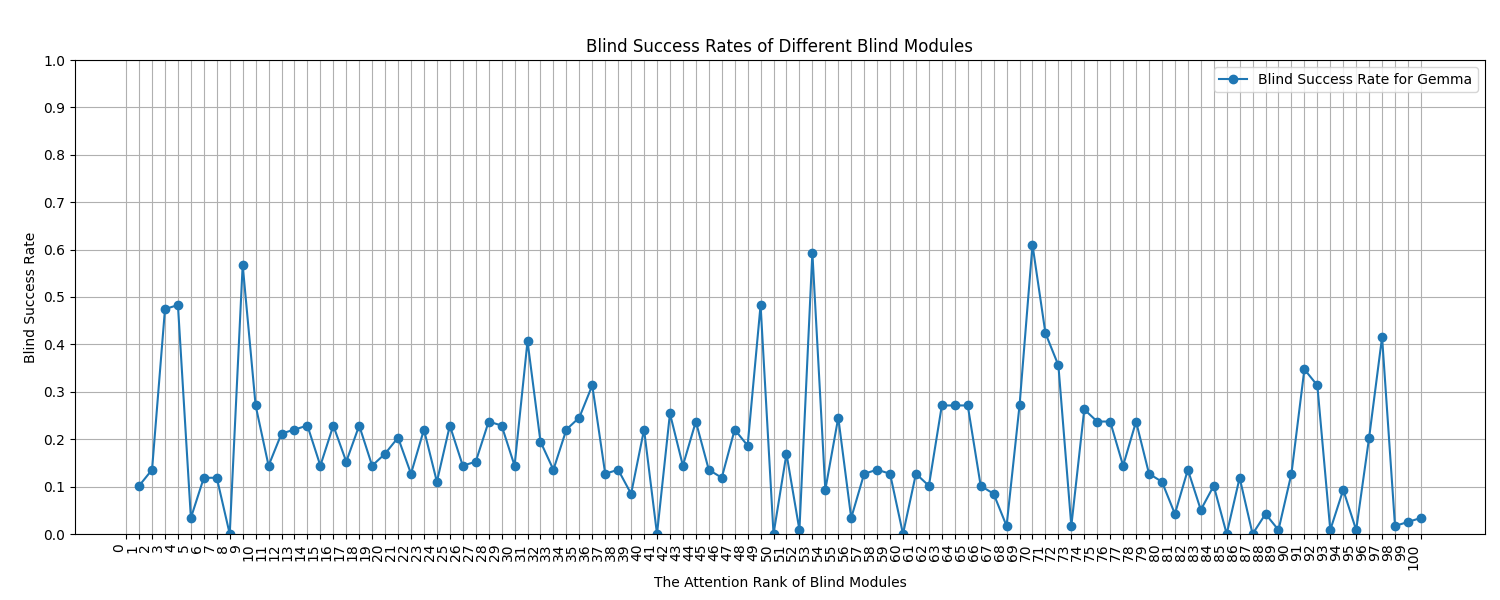 Blind Success Rates of Different Blind Modules
Blind Success Rate for Gemma
Blind Success Rate
1.0
0.9
0.8
0.7
0.6
0.5
0.4
0.3
0.2
0.1
0.0
0 1 2 3 4 5 6 7 8 9 10 11 12 13 14 15 16 17 18 19 20 21 22 23 24 25 26 27 28 29 30 31 32 33 34 35 36 37 38 39 40 41 42 43 44 45 46 47 48 49 50 51 52 53 54 55 56 57 58 59 60 61 62 63 64 65 66 67 68 69 70 71 72 73 74 75 76 77 78 79 80 81 82 83 84 85 86 87 88 89 90 91 92 93 94 95 96 97 98 99 100
The Attention Rank of Blind Modules